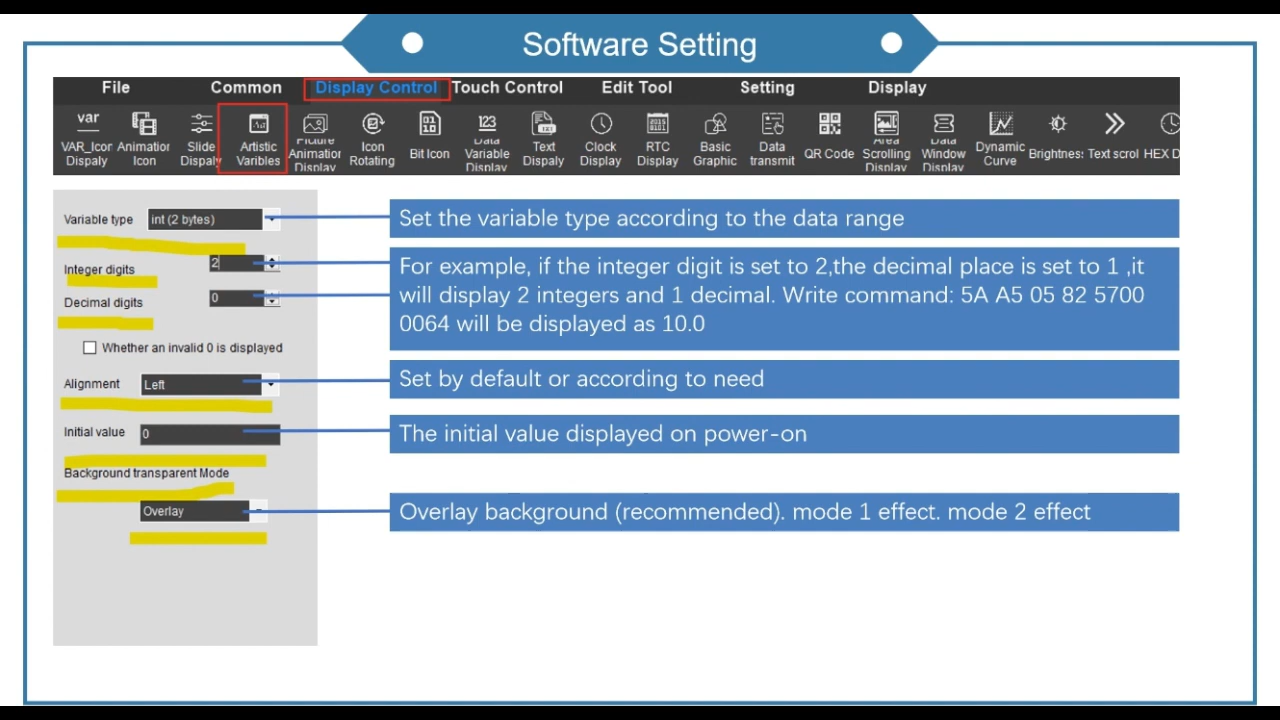 Software Setting
File Common Display Control Touch Control Edit Tool Setting Display
var
VAR_Icon Dispaly
Animation Icon
Slide Dispaly
Artistic Varibles
Picture Animation Display
Icon Rotating
Bit Icon
123
Data Variable Display
Text Dispaly
Clock Display
RTC Display
Basic Graphic
Data transmit
QR Code
Area Scrolling Display
Data Window Display
Dynamic Curve
Brightness
Text scrol
HEX D
Variable type int (2 bytes)
Set the variable type according to the data range
Integer digits 2
Decimal digits 0
For example, if the integer digit is set to 2,the decimal place is set to 1 ,it
will display 2 integers and 1 decimal. Write command: 5A A5 05 82 5700
0064 will be displayed as 10.0
Whether an invalid 0 is displayed
Alignment Left
Set by default or according to need
Initial value 0
The initial value displayed on power-on
Background transparent Mode
Overlay
Overlay background (recommended). mode 1 effect. mode 2 effect